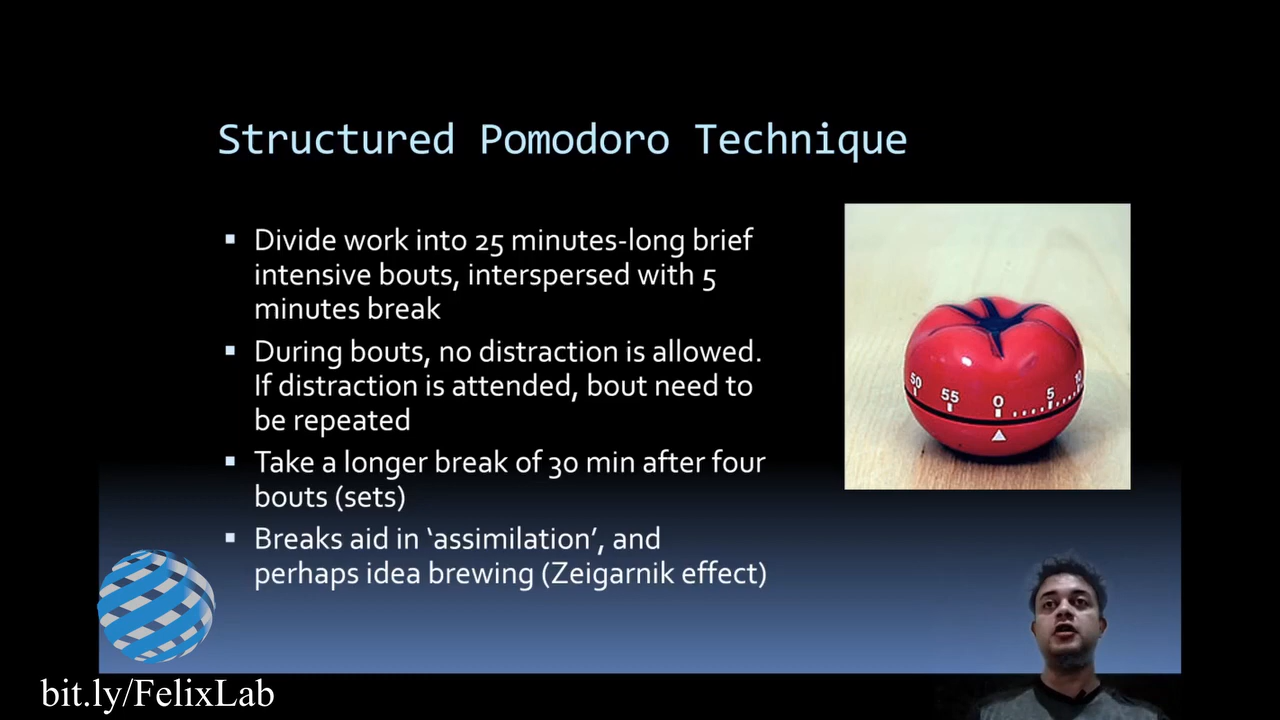 Structured Pomodoro Technique
▪ Divide work into 25 minutes-long brief
intensive bouts, interspersed with 5
minutes break
▪ During bouts, no distraction is allowed.
If distraction is attended, bout need to
be repeated
▪ Take a longer break of 30 min after four
bouts (sets)
▪ Breaks aid in ‘assimilation’, and
perhaps idea brewing (Zeigarnik effect)
50 55 0 5 10
bit.ly/FelixLab